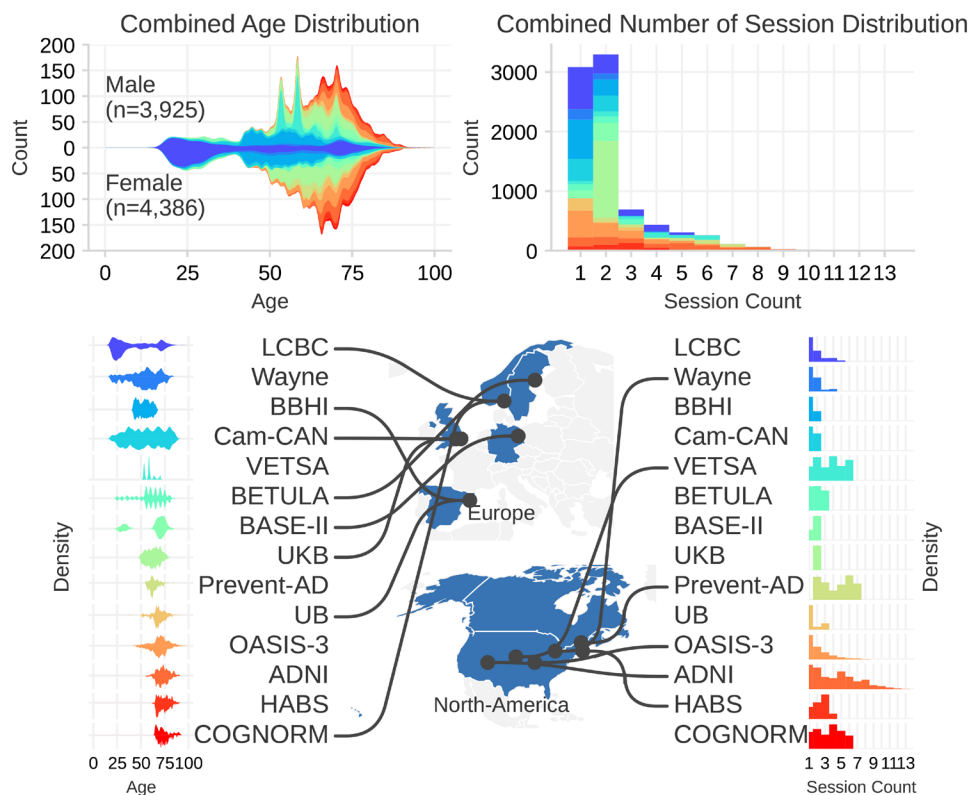 Combined Age Distribution
Combined Number of Session Distribution
200
150
100
50
0
50
100
150
200
Count
Male
(n=3,925)
Female
(n=4,386)
0 25 50 75 100
Age
3000
2000
1000
0
Count
1 2 3 4 5 6 7 8 9 10 11 12 13
Session Count
LCBC
Wayne
BBHI
Cam-CAN
VETSA
BETULA
BASE-II
UKB
Prevent-AD
UB
OASIS-3
ADNI
HABS
COGNORM
Density
0 25 50 75 100
Age
Europe
North-America
LCBC
Wayne
BBHI
Cam-CAN
VETSA
BETULA
BASE-II
UKB
Prevent-AD
UB
OASIS-3
ADNI
HABS
COGNORM
Density
1 3 5 7 9 11 13
Session Count